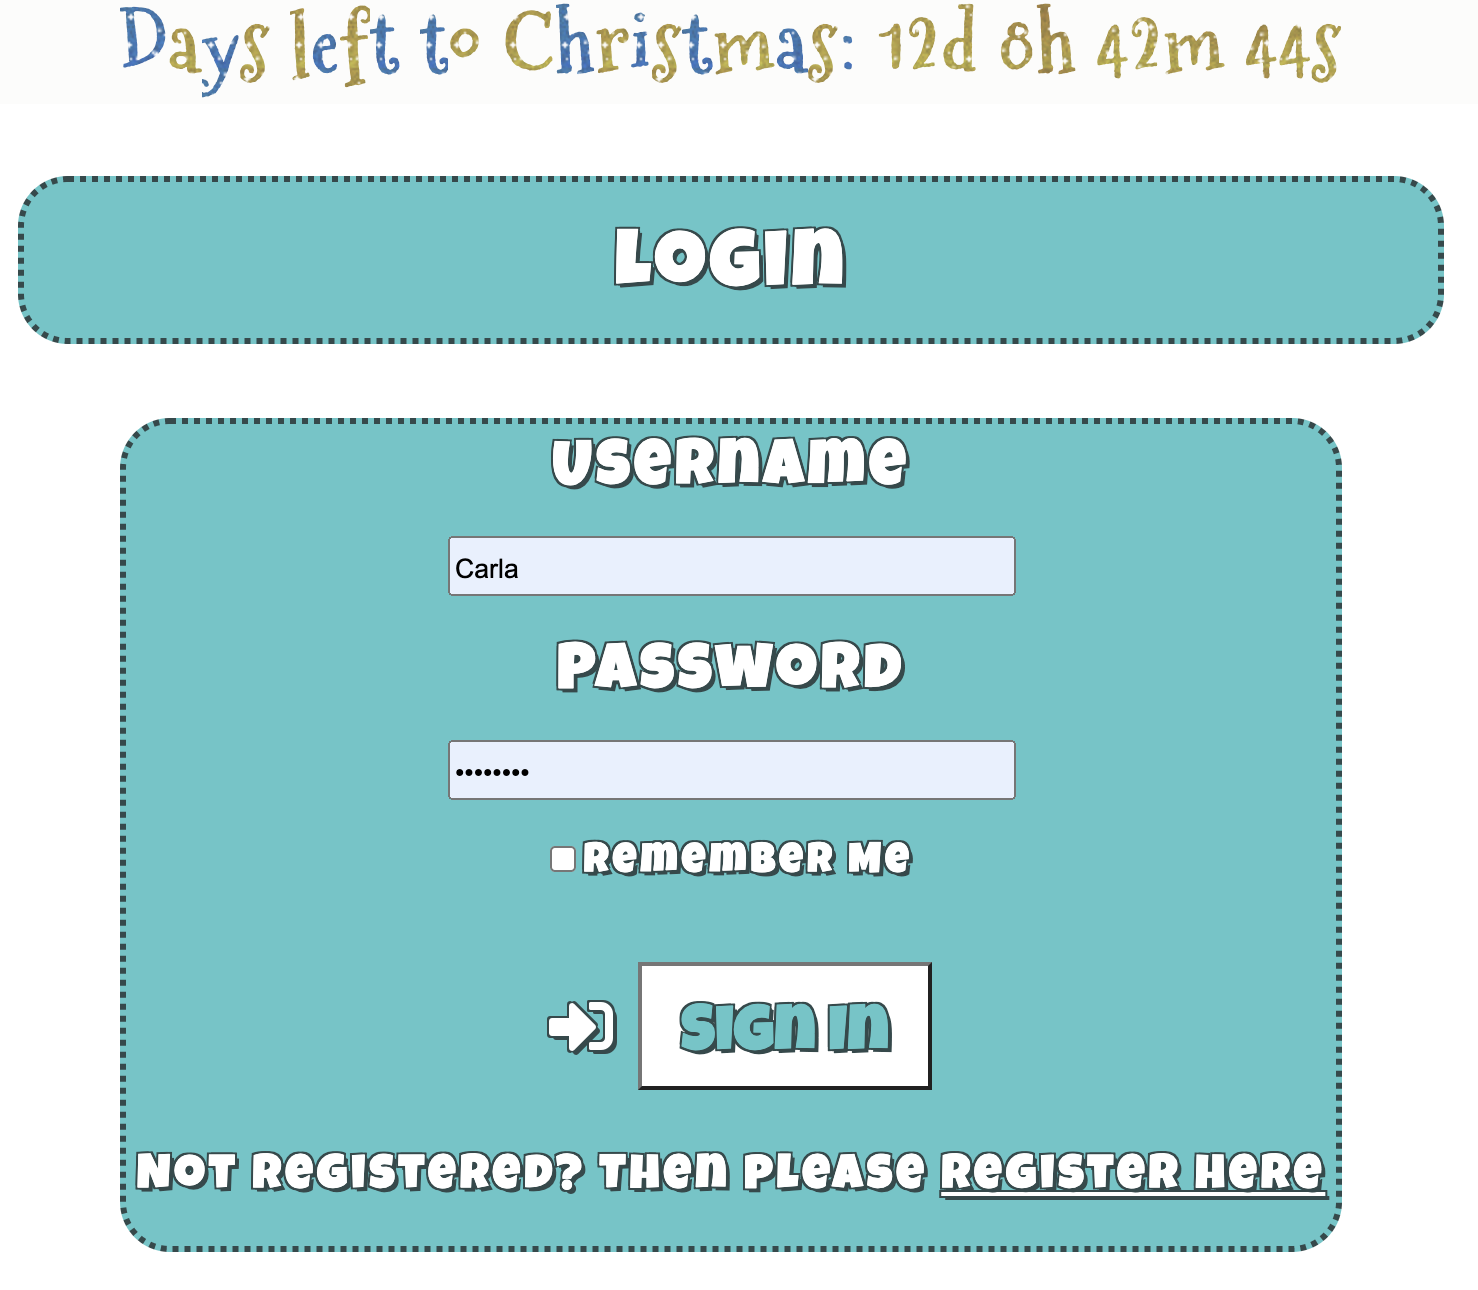 Days left to Christmas: 12d 8h 42m 44s
Login
Username
Carla
Password
••••••••
Remember Me
Sign In
Not registered? Then please register here